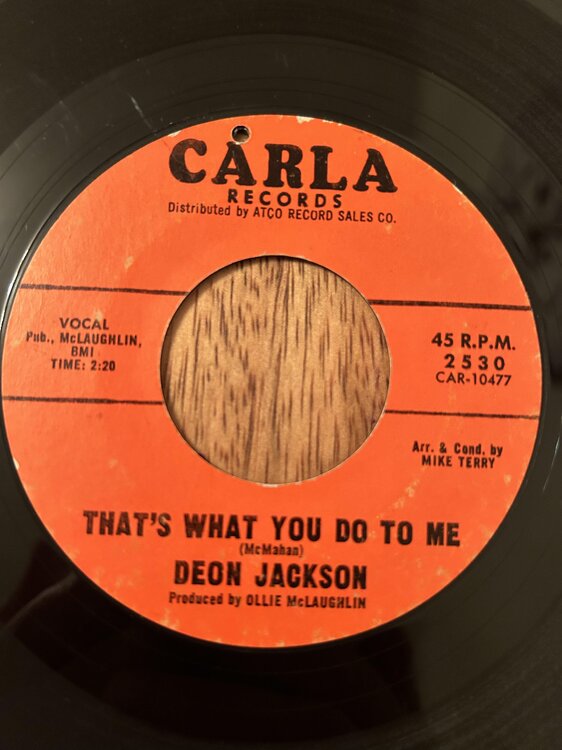 CARLA
RECORDS
Distributed by ATCO RECORD SALES CO.
VOCAL
Pub., McLAUGHLIN,
BMI
TIME: 2:20
45 R.P.M.
2530
CAR-10477
Arr. & Cond. by
MIKE TERRY
THAT'S WHAT YOU DO TO ME
(McMahan)
DEON JACKSON
Produced by OLLIE McLAUGHLIN